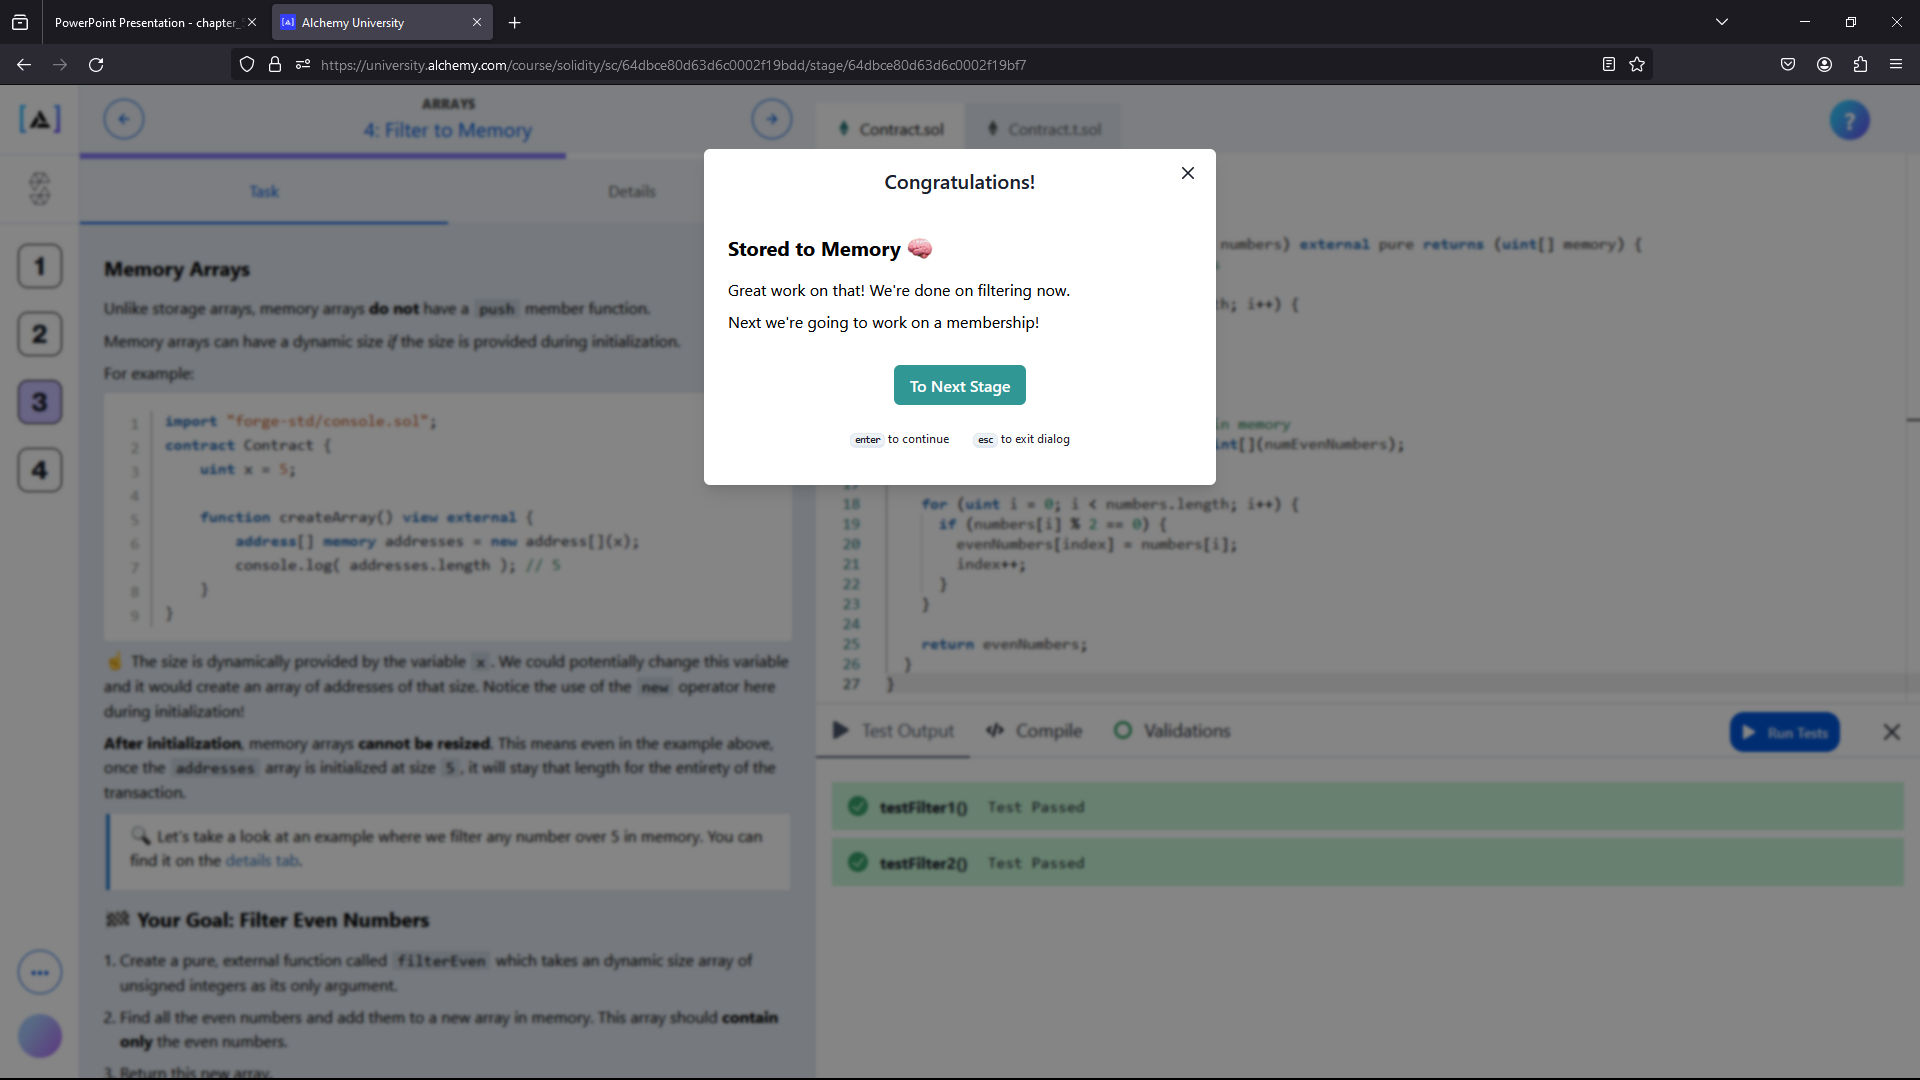 PowerPoint Presentation - chapter_
Alchemy University
https://university.alchemy.com/course/solidity/sc/64dbce80d63d6c0002f19bdd/stage/64dbce80d63d6c0002f19bf7
ARRAYS
4: Filter to Memory
Task
Details
1
2
3
4
Memory Arrays
Unlike storage arrays, memory arrays do not have a push member function.
Memory arrays can have a dynamic size if the size is provided during initialization.
For example:
1 import "forge-std/console.sol";
2 contract Contract {
3 uint x = 5;
4
5 function createArray() view external {
6 address[] memory addresses = new address[](x);
7 console.log( addresses.length ); // 5
8 }
9 }
☝️ The size is dynamically provided by the variable x. We could potentially change this variable
and it would create an array of addresses of that size. Notice the use of the new operator here
during initialization!
After initialization, memory arrays cannot be resized. This means even in the example above,
once the addresses array is initialized at size 5, it will stay that length for the entirety of the
transaction.
🔍 Let's take a look at an example where we filter any number over 5 in memory. You can
find it on the details tab.
🏁 Your Goal: Filter Even Numbers
1. Create a pure, external function called filterEven which takes an dynamic size array of
unsigned integers as its only argument.
2. Find all the even numbers and add them to a new array in memory. This array should contain
only the even numbers.
3. Return this new array.
Contract.sol
Contract.t.sol
?
Congratulations!
Stored to Memory 🧠
Great work on that! We're done on filtering now.
Next we're going to work on a membership!
To Next Stage
enter to continue
esc to exit dialog
numbers) external pure returns (uint[] memory) {
; i++) {
in memory
int[](numEvenNumbers);
17
18 for (uint i = 0; i < numbers.length; i++) {
19 if (numbers[i] % 2 == 0) {
20 evenNumbers[index] = numbers[i];
21 index++;
22 }
23 }
24
25 return evenNumbers;
26 }
27 }
Test Output
Compile
Validations
Run Tests
testFilter1() Test Passed
testFilter2() Test Passed